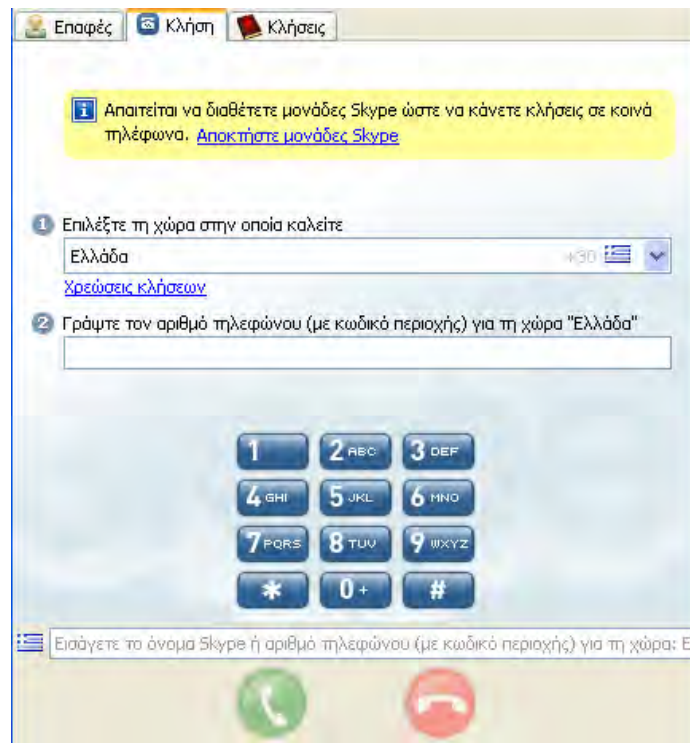 Επαφές Κλήση Κλήσεις
Απαιτείται να διαθέτετε μονάδες Skype ώστε να κάνετε κλήσεις σε κοινά
τηλέφωνα. Αποκτήστε μονάδες Skype
1 Επιλέξτε τη χώρα στην οποία καλείτε
Ελλάδα +30
Χρεώσεις κλήσεων
2 Γράψτε τον αριθμό τηλεφώνου (με κωδικό περιοχής) για τη χώρα "Ελλάδα"
1 2 ABC 3 DEF
4 GHI 5 JKL 6 MNO
7 PQRS 8 TUV 9 WXYZ
* 0 + #
Εισάγετε το όνομα Skype ή αριθμό τηλεφώνου (με κωδικό περιοχής) για τη χώρα: Ε